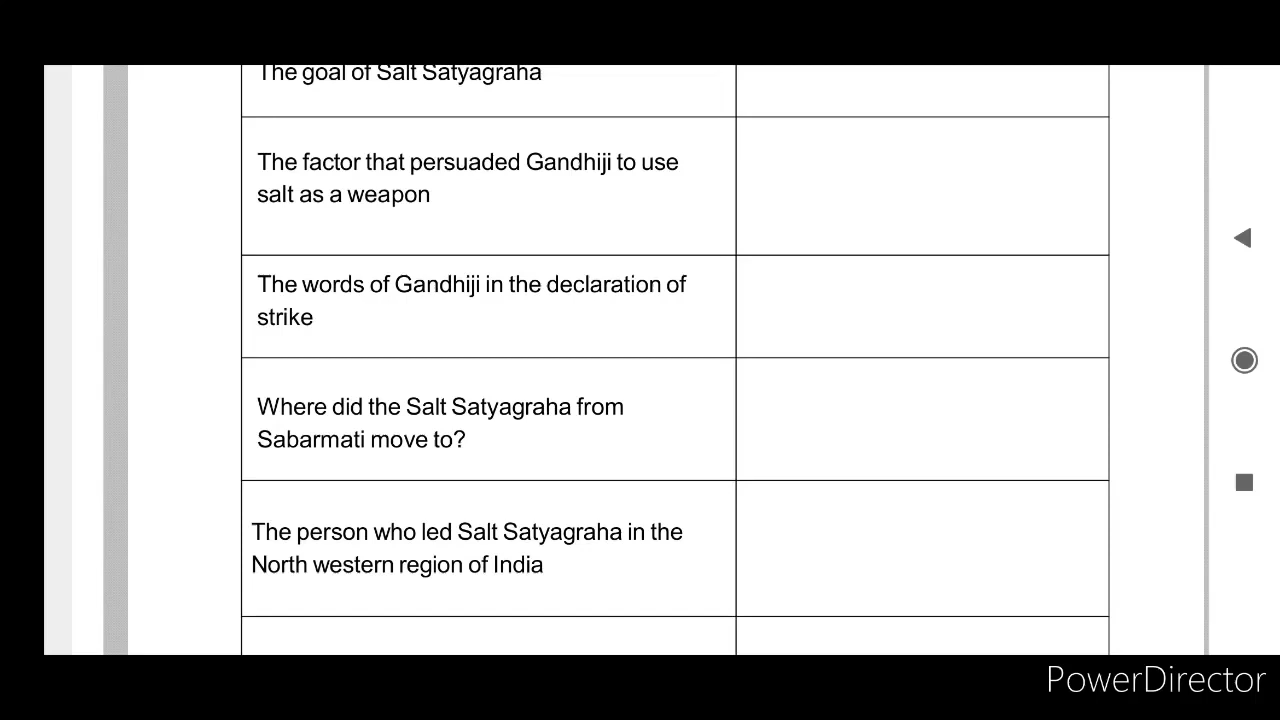 The goal of Salt Satyagraha
The factor that persuaded Gandhiji to use
salt as a weapon
The words of Gandhiji in the declaration of
strike
Where did the Salt Satyagraha from
Sabarmati move to?
The person who led Salt Satyagraha in the
North western region of India
PowerDirector